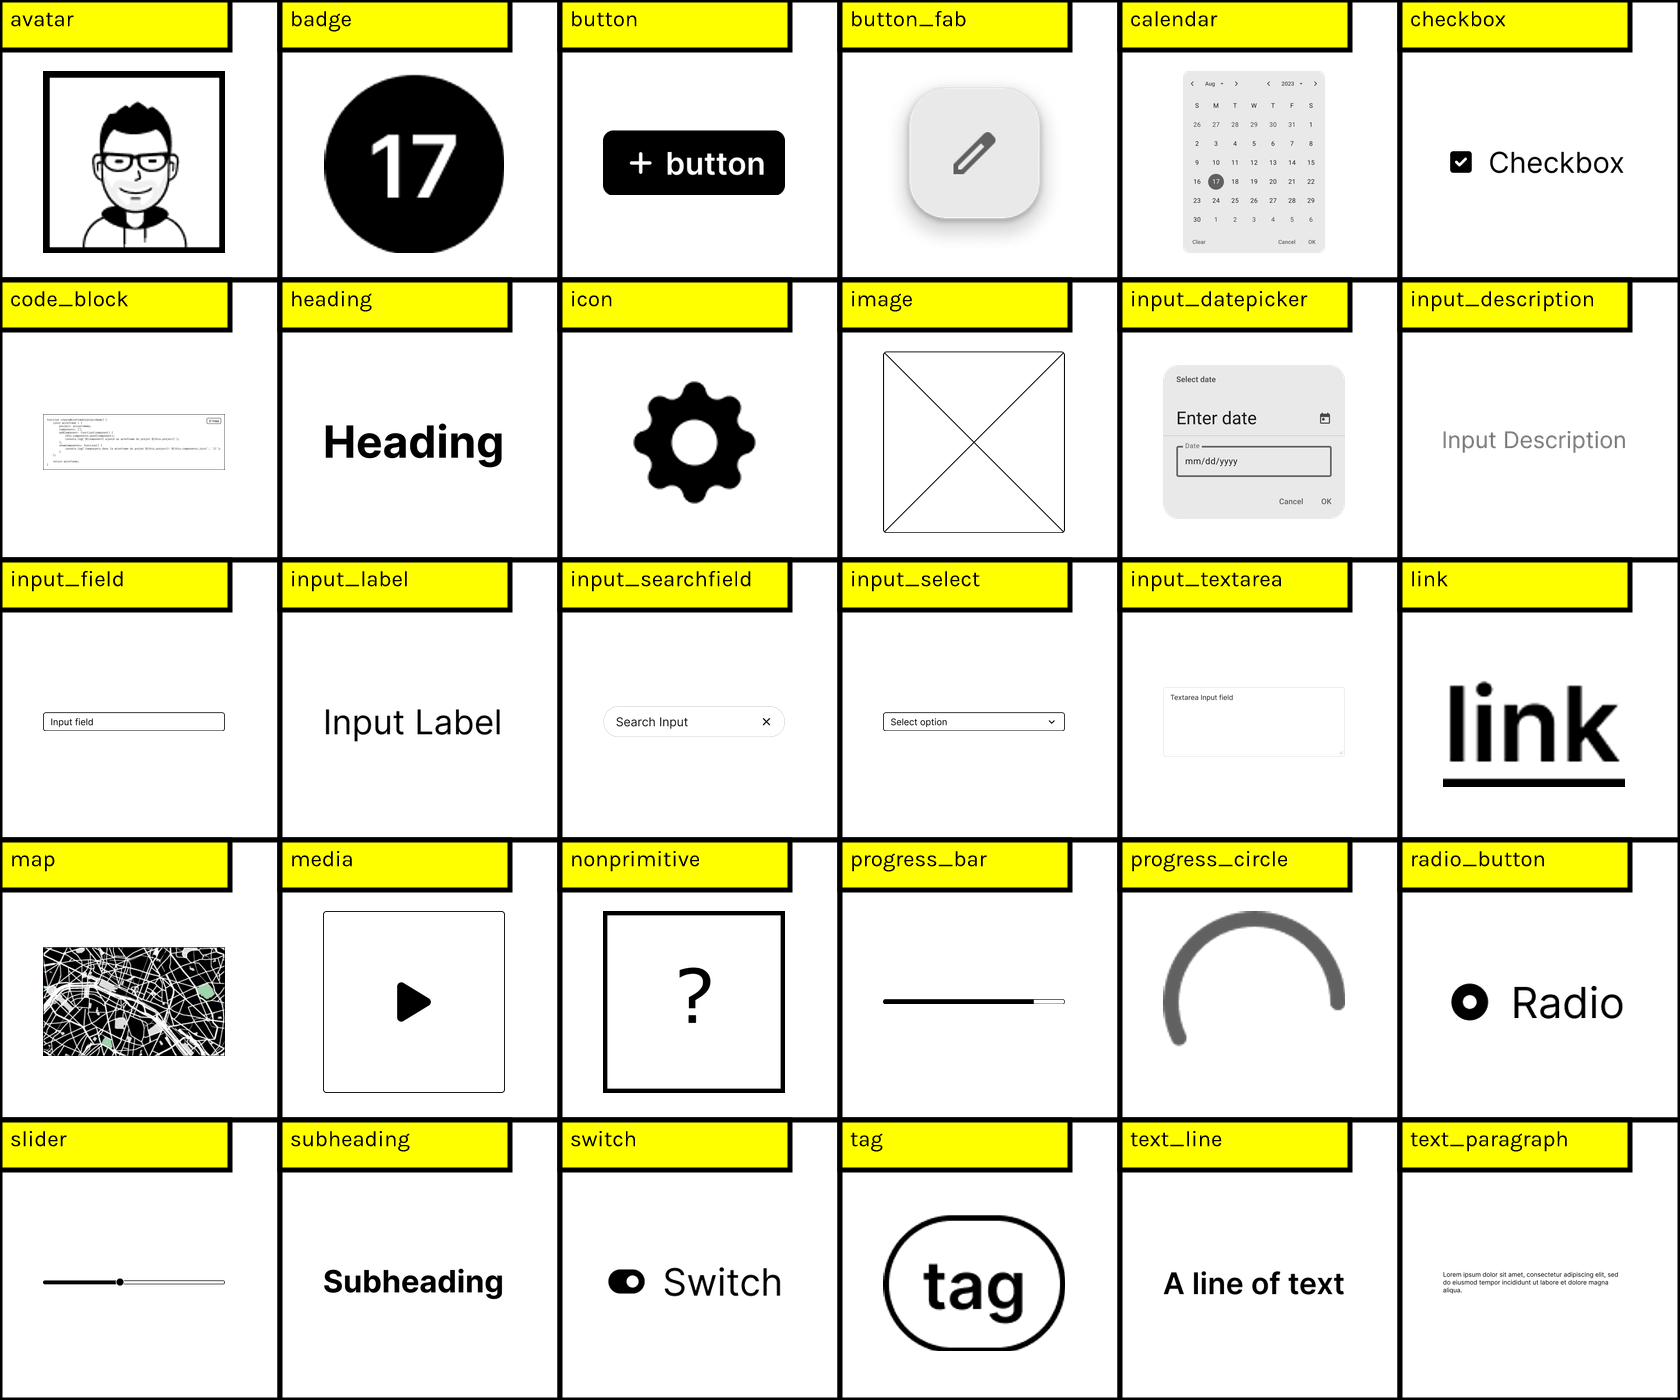 avatar
badge
button
button_fab
calendar
checkbox
17
+ button
Aug
2023
S M T W T F S
26 27 28 29 30 31 1
2 3 4 5 6 7 8
9 10 11 12 13 14 15
16 17 18 19 20 21 22
23 24 25 26 27 28 29
30 1 2 3 4 5 6
Clear
Cancel
OK
Checkbox
code_block
heading
icon
image
input_datepicker
input_description
Heading
Select date
Enter date
Date
mm/dd/yyyy
Cancel
OK
Input Description
input_field
input_label
input_searchfield
input_select
input_textarea
link
Input field
Input Label
Search Input
Select option
Textarea Input field
link
map
media
nonprimitive
progress_bar
progress_circle
radio_button
?
Radio
slider
subheading
switch
tag
text_line
text_paragraph
Subheading
Switch
tag
A line of text
Lorem ipsum dolor sit amet, consectetur adipiscing elit, sed
do eiusmod tempor incididunt ut labore et dolore magna
aliqua.